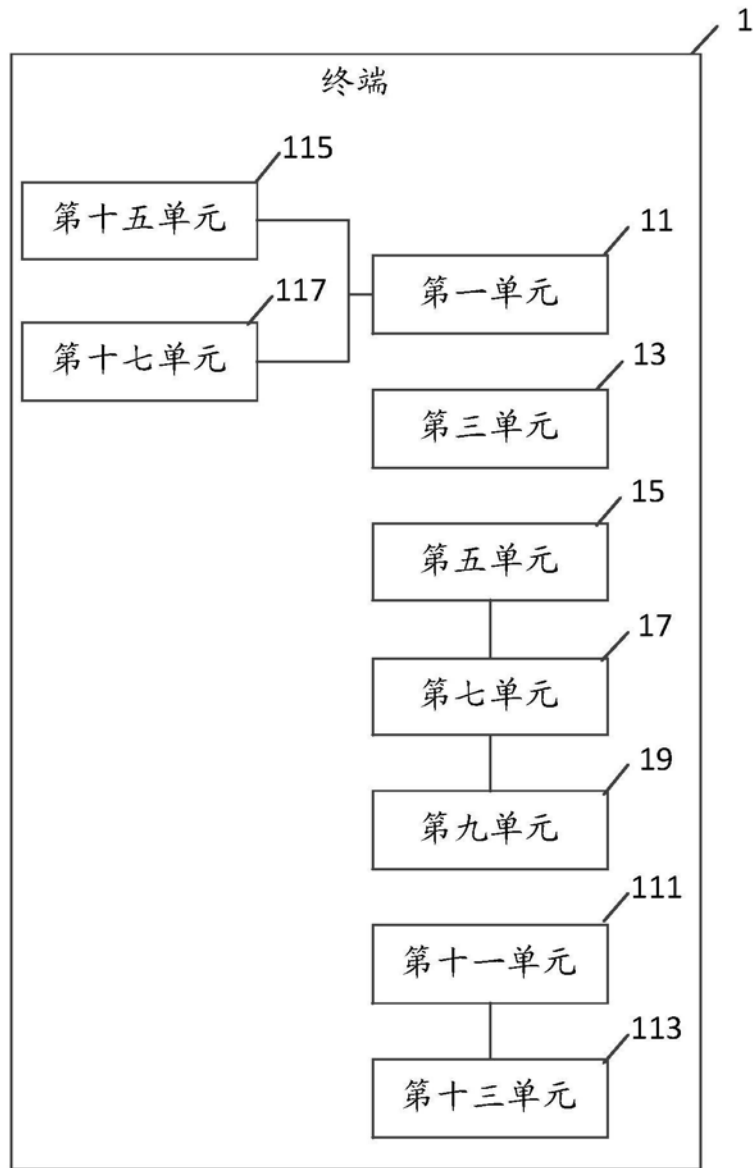 1
终端
115
第十五单元
11
第一单元
117
第十七单元
13
第三单元
15
第五单元
17
第七单元
19
第九单元
111
第十一单元
113
第十三单元